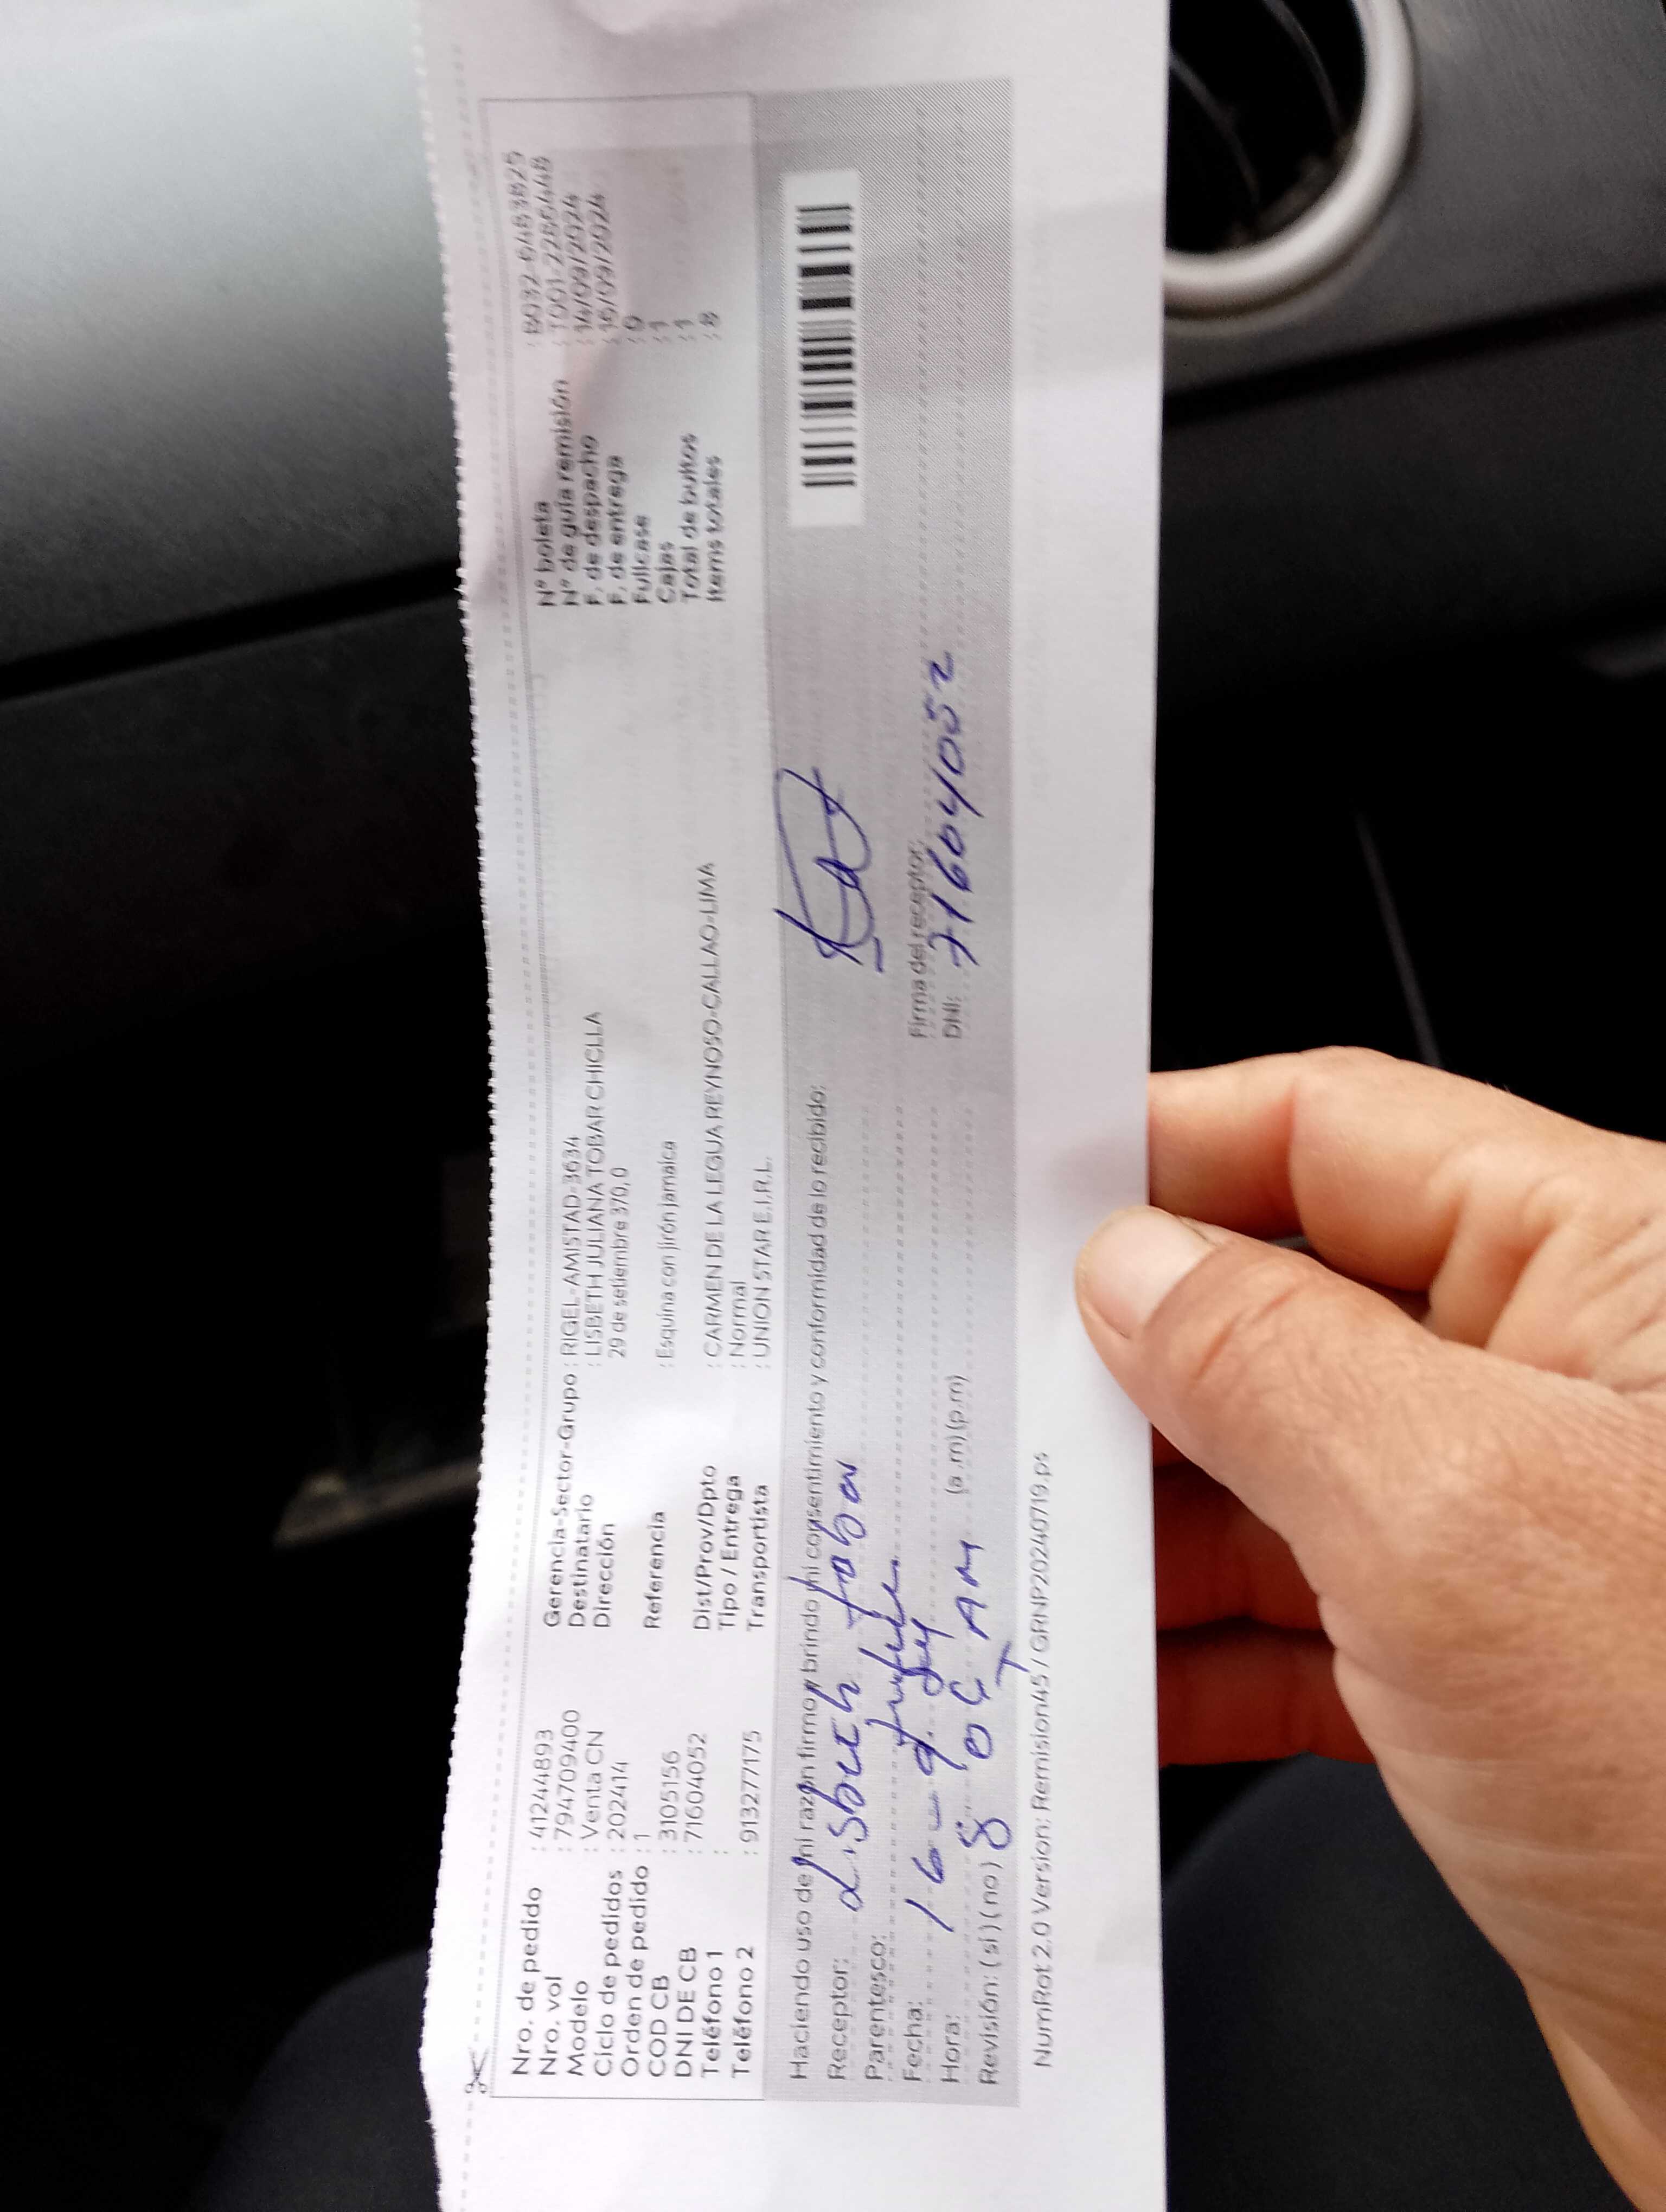 Nro. de pedido : 41244893
Nro. vol : 794709400
Modelo : Venta CN
Ciclo de pedidos : 202414
Orden de pedido : 1
COD CB : 3105156
DNI DE CB : 71604052
Teléfono 1 :
Teléfono 2 : 913277175
Gerencia-Sector-Grupo : RIGEL-AMISTAD-3634
Destinatario : LISBETH JULIANA TOBAR CHICLLA
Dirección 29 de setiembre 370,0
Referencia : Esquina con jirón jamaica
Dist/Prov/Dpto : CARMEN DE LA LEGUA REYNOSO-CALLAO-LIMA
Tipo / Entrega : Normal
Transportista : UNION STAR E.I.R.L.
Nº boleta : B032-6483825
Nº de guía remisión : T001-2286448
F. de despacho : 14/09/2024
F. de entrega : 16/09/2024
Fullcase : 0
Cajas : 1
Total de bultos : 1
Items totales : 8
Haciendo uso de mi razón firmo y brindo mi consentimiento y conformidad de lo recibido:
Receptor: Lisbeth Tobar
Parentesco:
Fecha: 16
Hora: 8 AM (a.m) (p.m)
Revisión: (si) (no)
Firma del receptor:
DNI: 71604052
NumRot 2.0 Version: Remision45 / GRNP20240719.ps